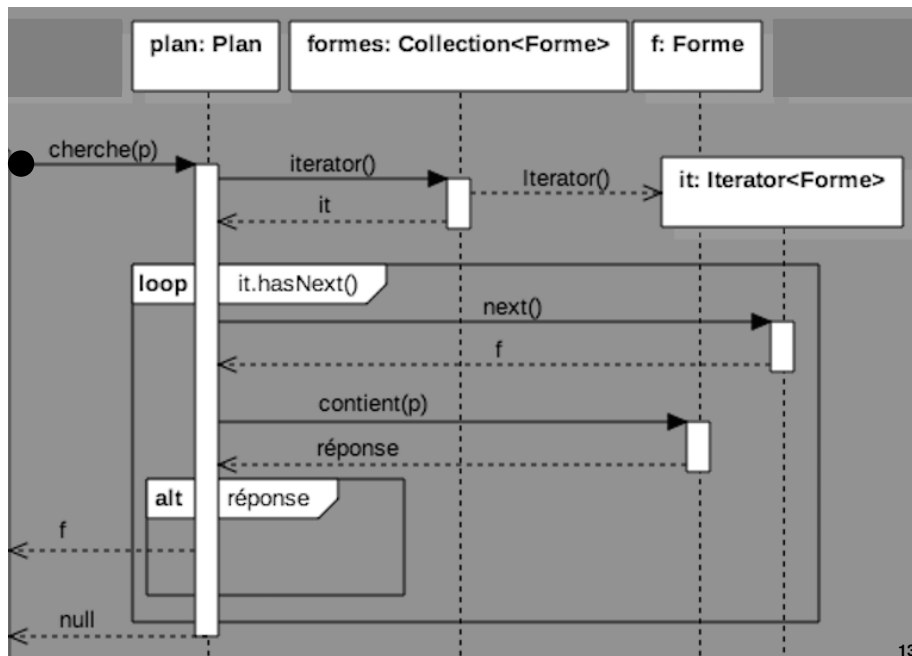 plan: Plan
formes: Collection<Forme>
f: Forme
cherche(p)
iterator()
Iterator()
it: Iterator<Forme>
it
loop
it.hasNext()
next()
f
contient(p)
réponse
alt
réponse
f
null
13